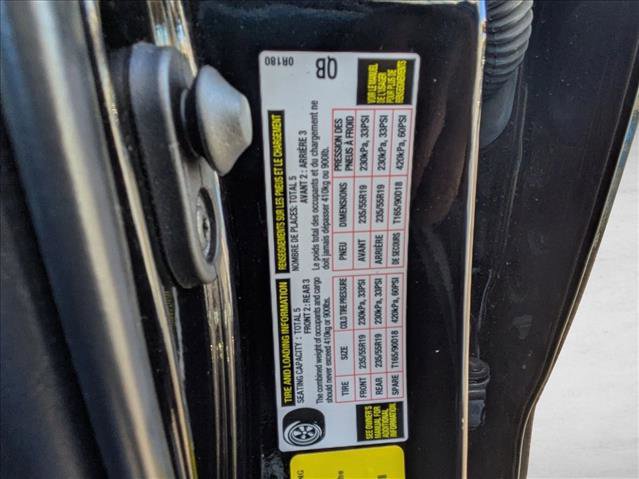 TIRE AND LOADING INFORMATION
SEATING CAPACITY : TOTAL 5
FRONT 2 : REAR 3
The combined weight of occupants and cargo
should never exceed 410kg or 900lbs.
TIRE SIZE COLD TIRE PRESSURE
FRONT 235/55R19 230kPa, 33PSI
REAR 235/55R19 230kPa, 33PSI
SPARE T165/90D18 420kPa, 60PSI
SEE OWNER'S
MANUAL FOR
ADDITIONAL
INFORMATION
RENSEIGNEMENTS SUR LES PNEUS ET LE CHARGEMENT
NOMBRE DE PLACES: TOTAL 5
AVANT 2 : ARRIÈRE 3
Le poids total des occupants et du chargement ne
doit jamais dépasser 410kg ou 900lb.
PNEU DIMENSIONS PRESSION DES
PNEUS À FROID
AVANT 235/55R19 230kPa, 33PSI
ARRIÈRE 235/55R19 230kPa, 33PSI
DE SECOURS T165/90D18 420kPa, 60PSI
VOIR LE MANUEL
DE L'USAGER
POUR PLUS DE
RENSEIGNEMENTS
0R180
QB